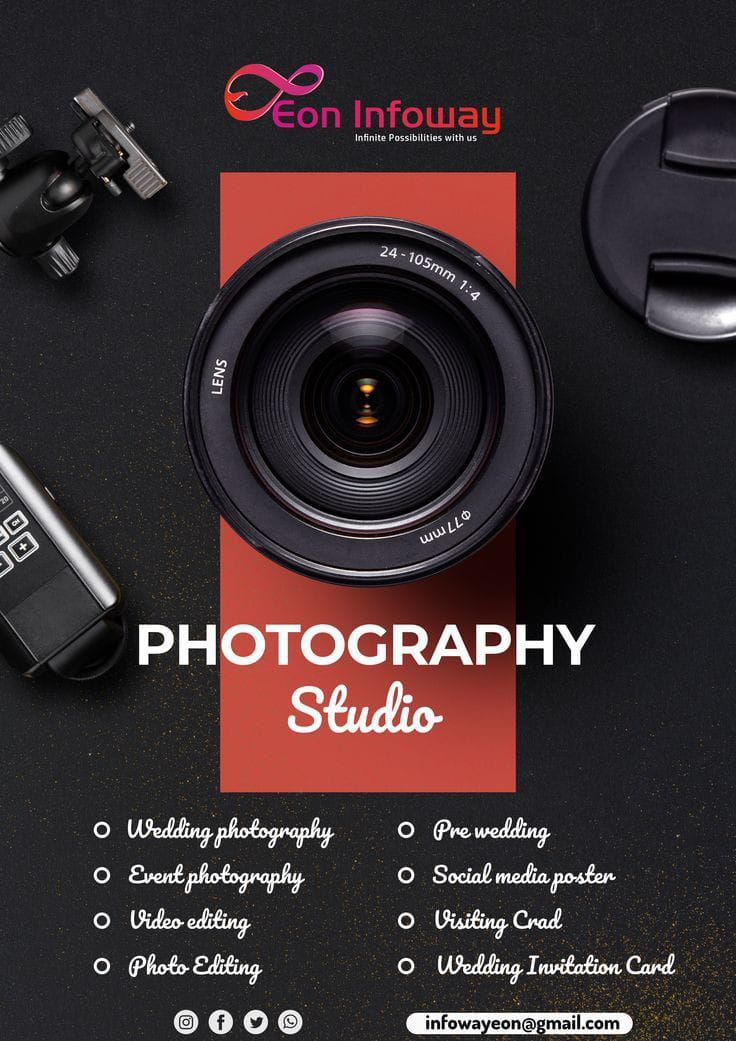 Eon Infoway
Infinite Possibilities with us
24-105mm 1:4
LENS
Φ77mm
20
PHOTOGRAPHY
Studio
Wedding photography
Pre wedding
Event photography
Social media poster
Video editing
Visiting Crad
Photo Editing
Wedding Invitation Card
infowayeon@gmail.com